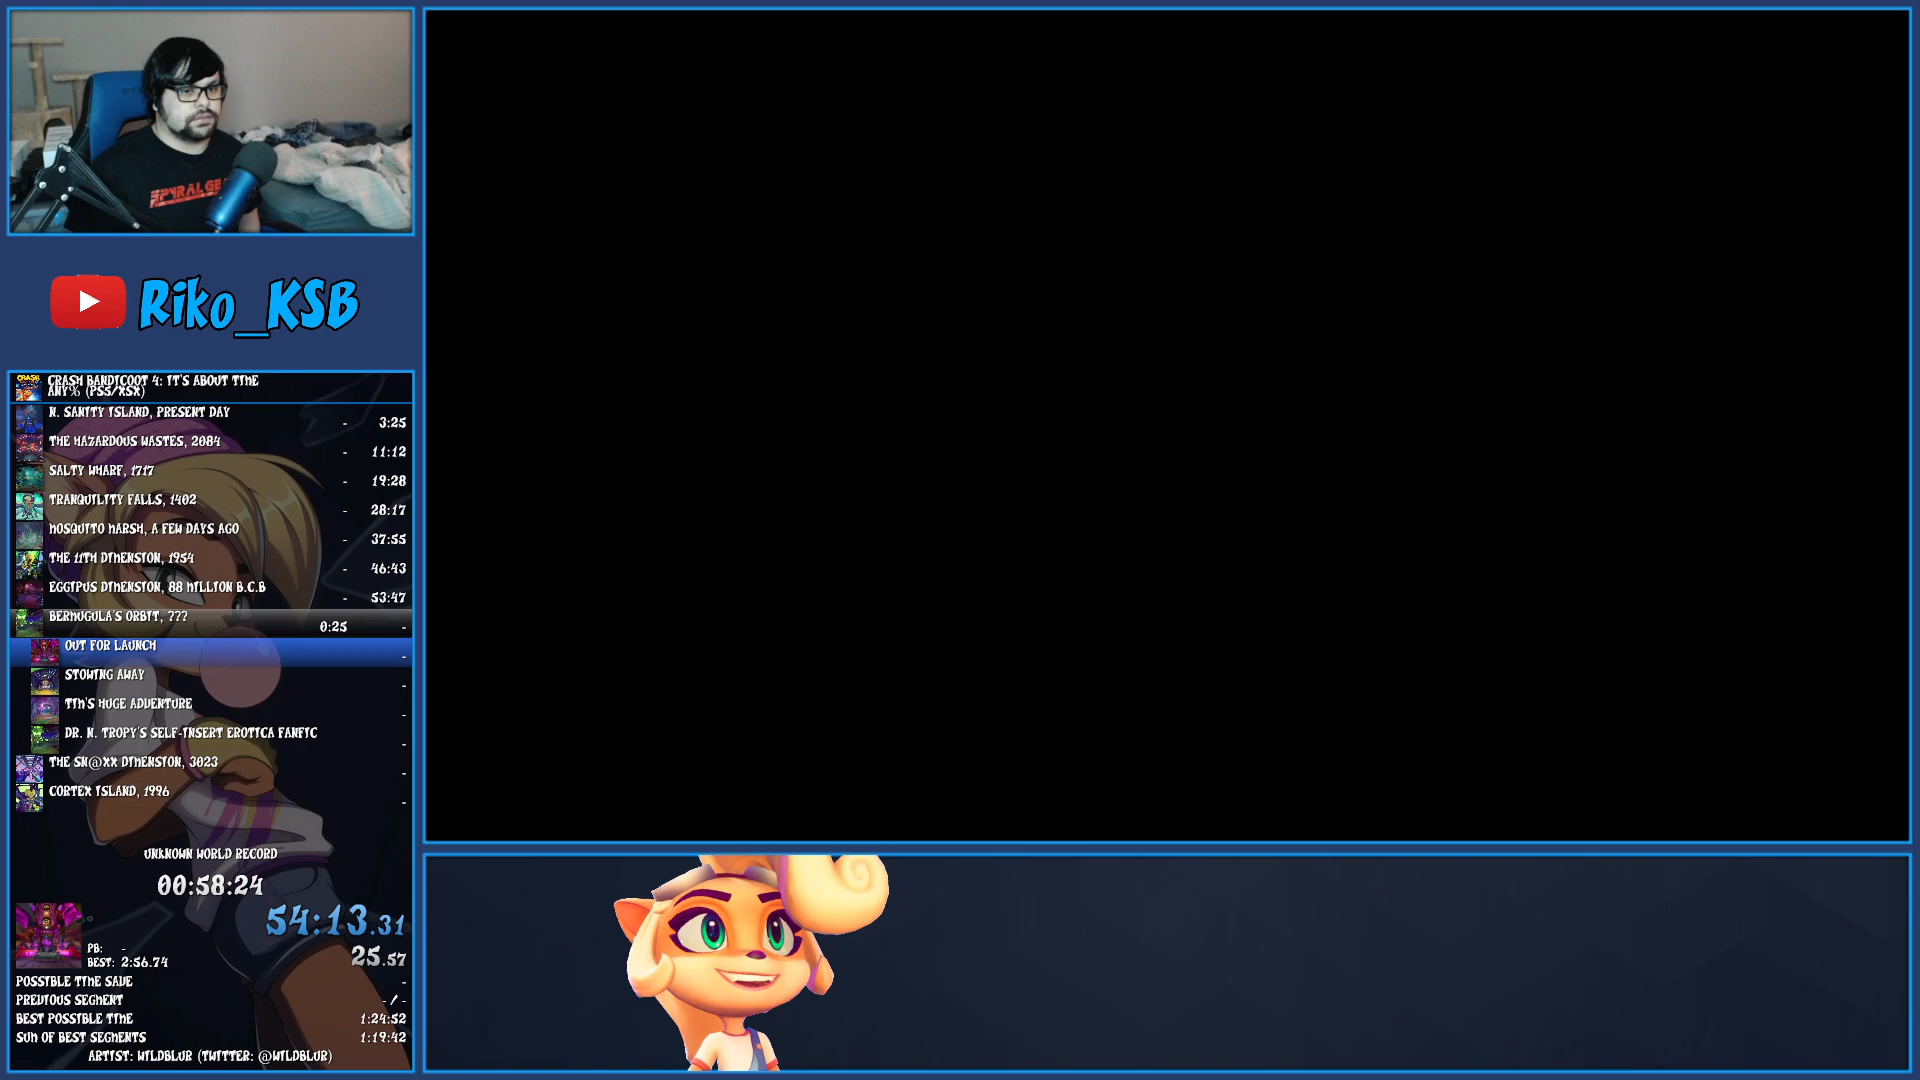 SPYRAL GE
Riko_KSB
CRASH BANDICOOT 4: IT'S ABOUT TIME
ANY% (PS5/XSX)
N. SANITY ISLAND, PRESENT DAY - 3:25
THE HAZARDOUS WASTES, 2084 - 11:12
SALTY WHARF, 1717 - 19:28
TRANQUILITY FALLS, 1402 - 28:17
MOSQUITO MARSH, A FEW DAYS AGO - 37:55
THE 11TH DIMENSION, 1954 - 46:43
EGGIPUS DIMENSION, 88 MILLION B.C.B - 53:47
BERMUGULA'S ORBIT, ??? 0:25 -
OUT FOR LAUNCH -
STOWING AWAY -
TIM'S HUGE ADVENTURE -
DR. N. TROPY'S SELF-INSERT EROTICA FANFIC -
THE SN@XX DIMENSION, 3023 -
CORTEX ISLAND, 1996 -
UNKNOWN WORLD RECORD
00:58:24
54:13.31
PB: -
BEST: 2:56.74
25.57
POSSIBLE TIME SAVE -
PREVIOUS SEGMENT - / -
BEST POSSIBLE TIME 1:24:52
SUM OF BEST SEGMENTS 1:19:42
ARTIST: WILDBLUR (TWITTER: @WILDBLUR)